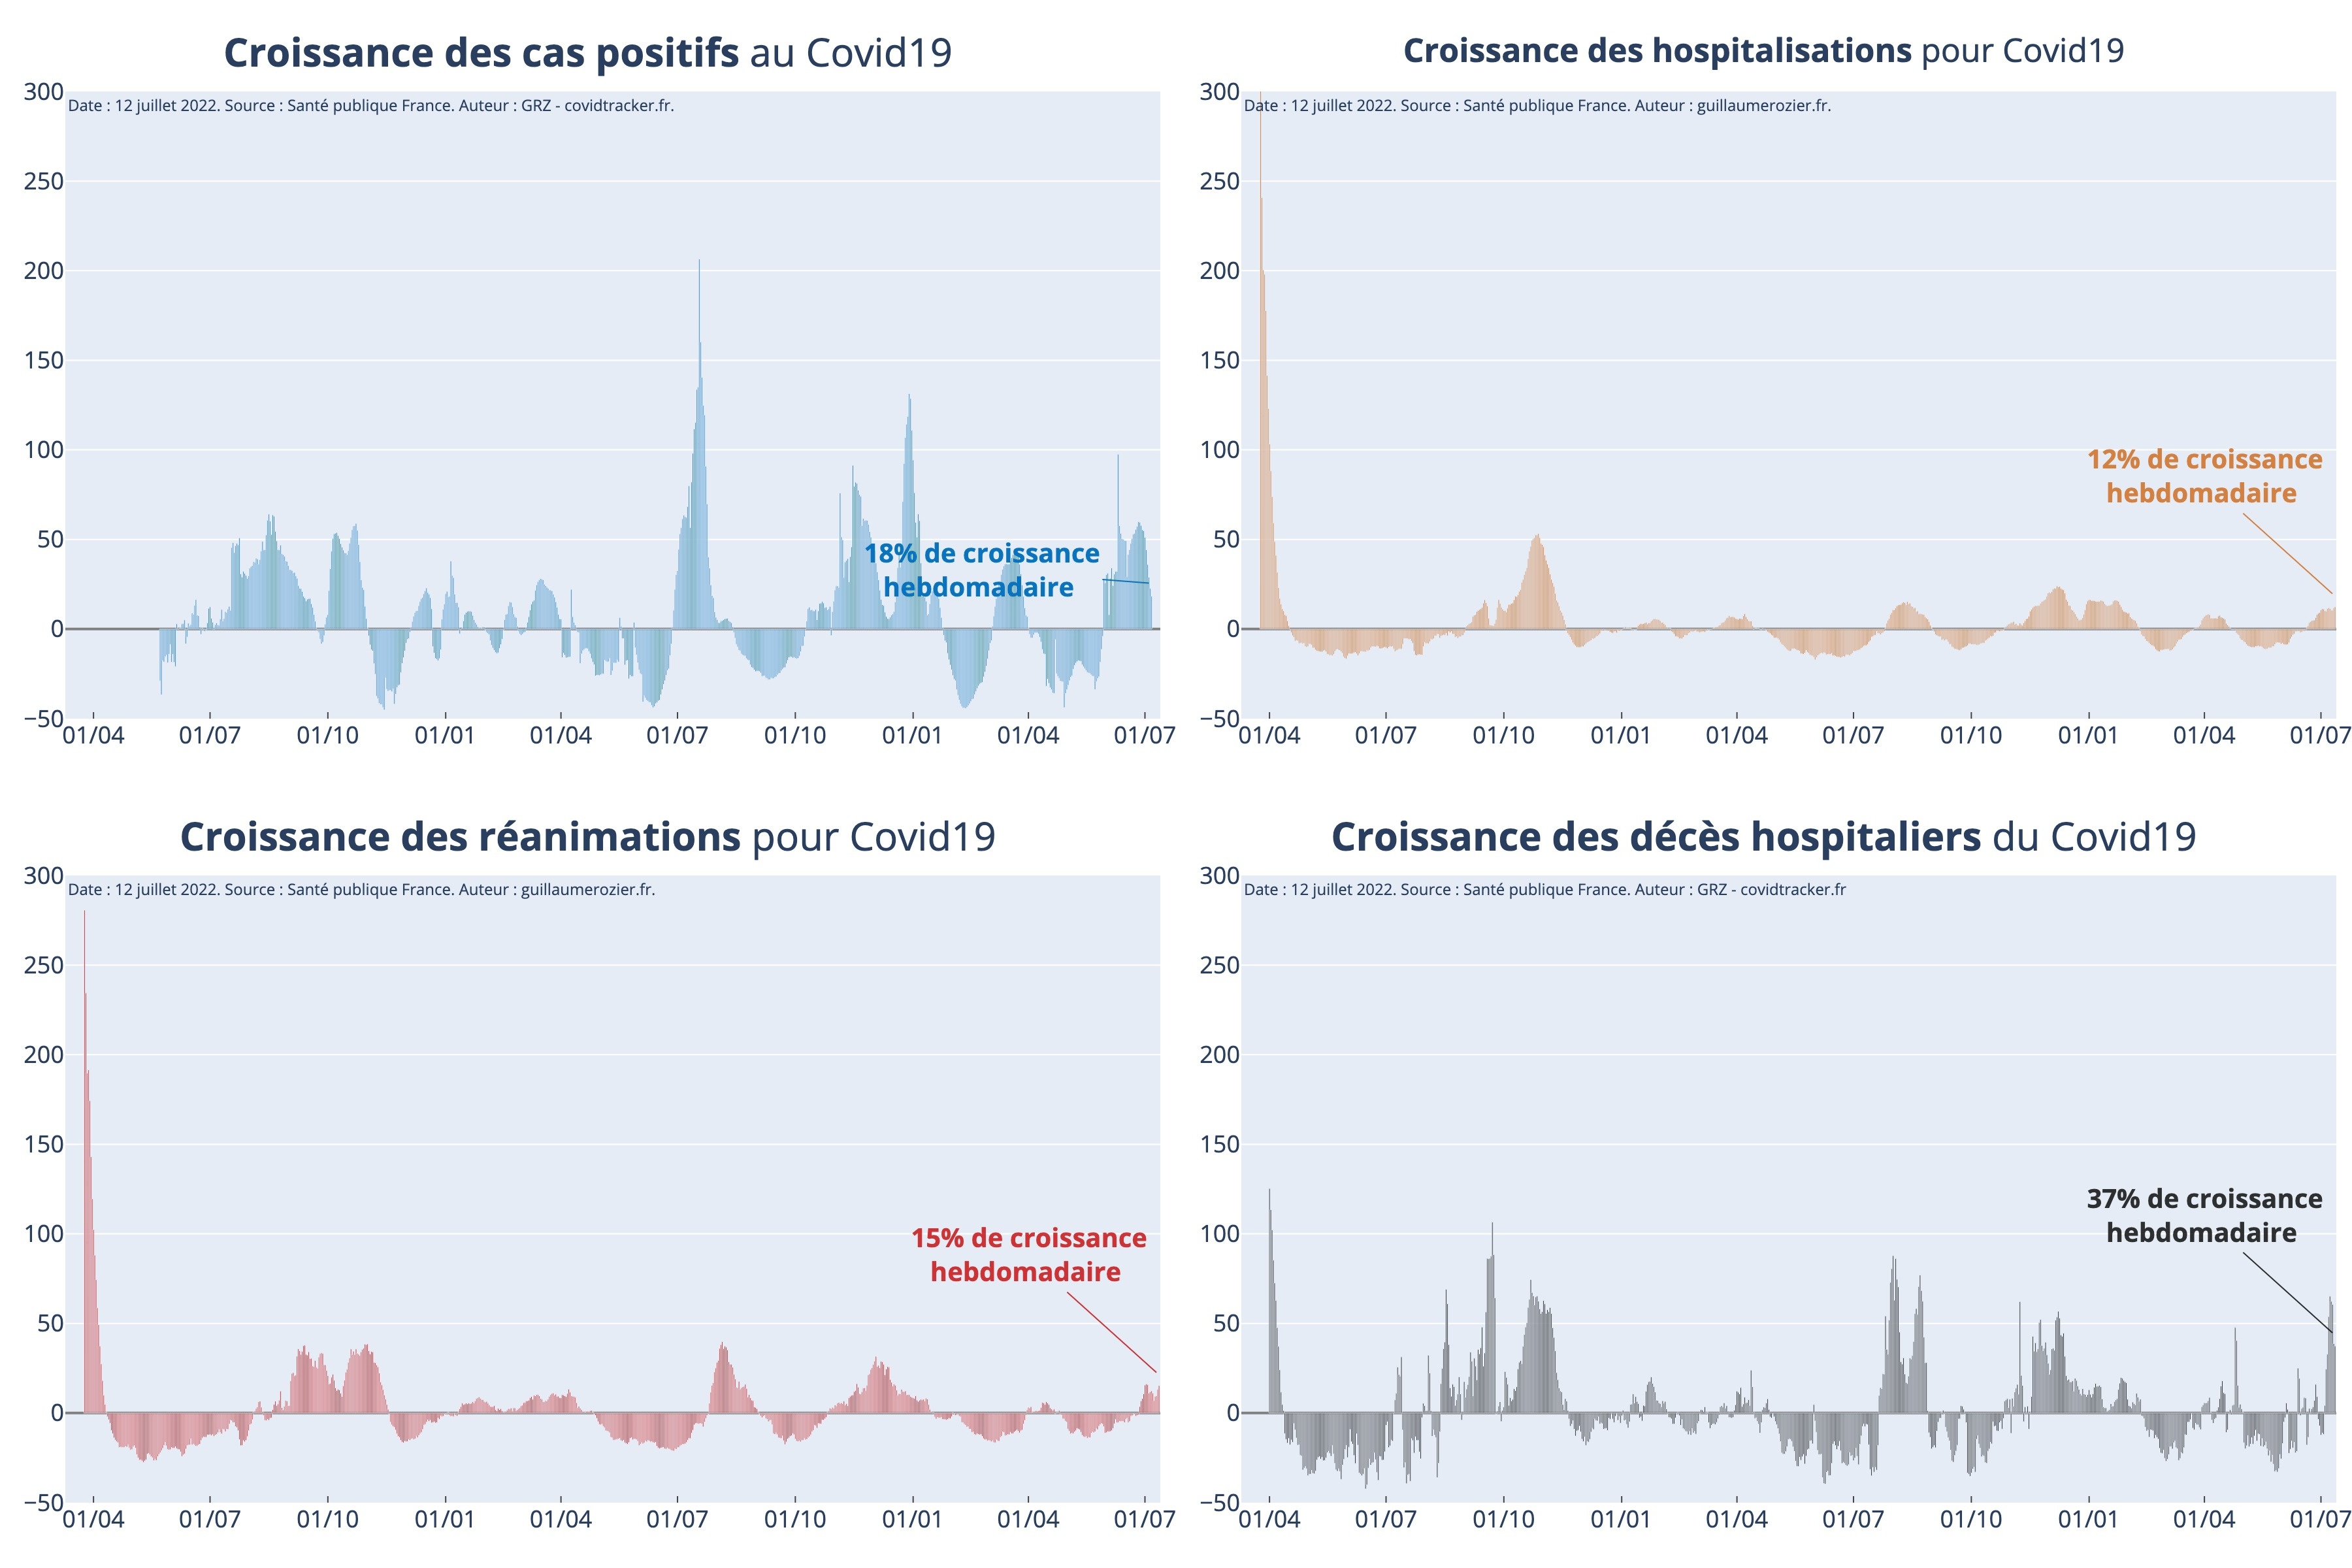 Croissance des cas positifs au Covid19
Date : 12 juillet 2022. Source : Santé publique France. Auteur : GRZ - covidtracker.fr.
300
250
200
150
100
50
0
−50
18% de croissance
hebdomadaire
01/04 01/07 01/10 01/01 01/04 01/07 01/10 01/01 01/04 01/07
Croissance des hospitalisations pour Covid19
Date : 12 juillet 2022. Source : Santé publique France. Auteur : guillaumerozier.fr.
300
250
200
150
100
50
0
−50
12% de croissance
hebdomadaire
01/04 01/07 01/10 01/01 01/04 01/07 01/10 01/01 01/04 01/07
Croissance des réanimations pour Covid19
Date : 12 juillet 2022. Source : Santé publique France. Auteur : guillaumerozier.fr.
300
250
200
150
100
50
0
−50
15% de croissance
hebdomadaire
01/04 01/07 01/10 01/01 01/04 01/07 01/10 01/01 01/04 01/07
Croissance des décès hospitaliers du Covid19
Date : 12 juillet 2022. Source : Santé publique France. Auteur : GRZ - covidtracker.fr
300
250
200
150
100
50
0
−50
37% de croissance
hebdomadaire
01/04 01/07 01/10 01/01 01/04 01/07 01/10 01/01 01/04 01/07